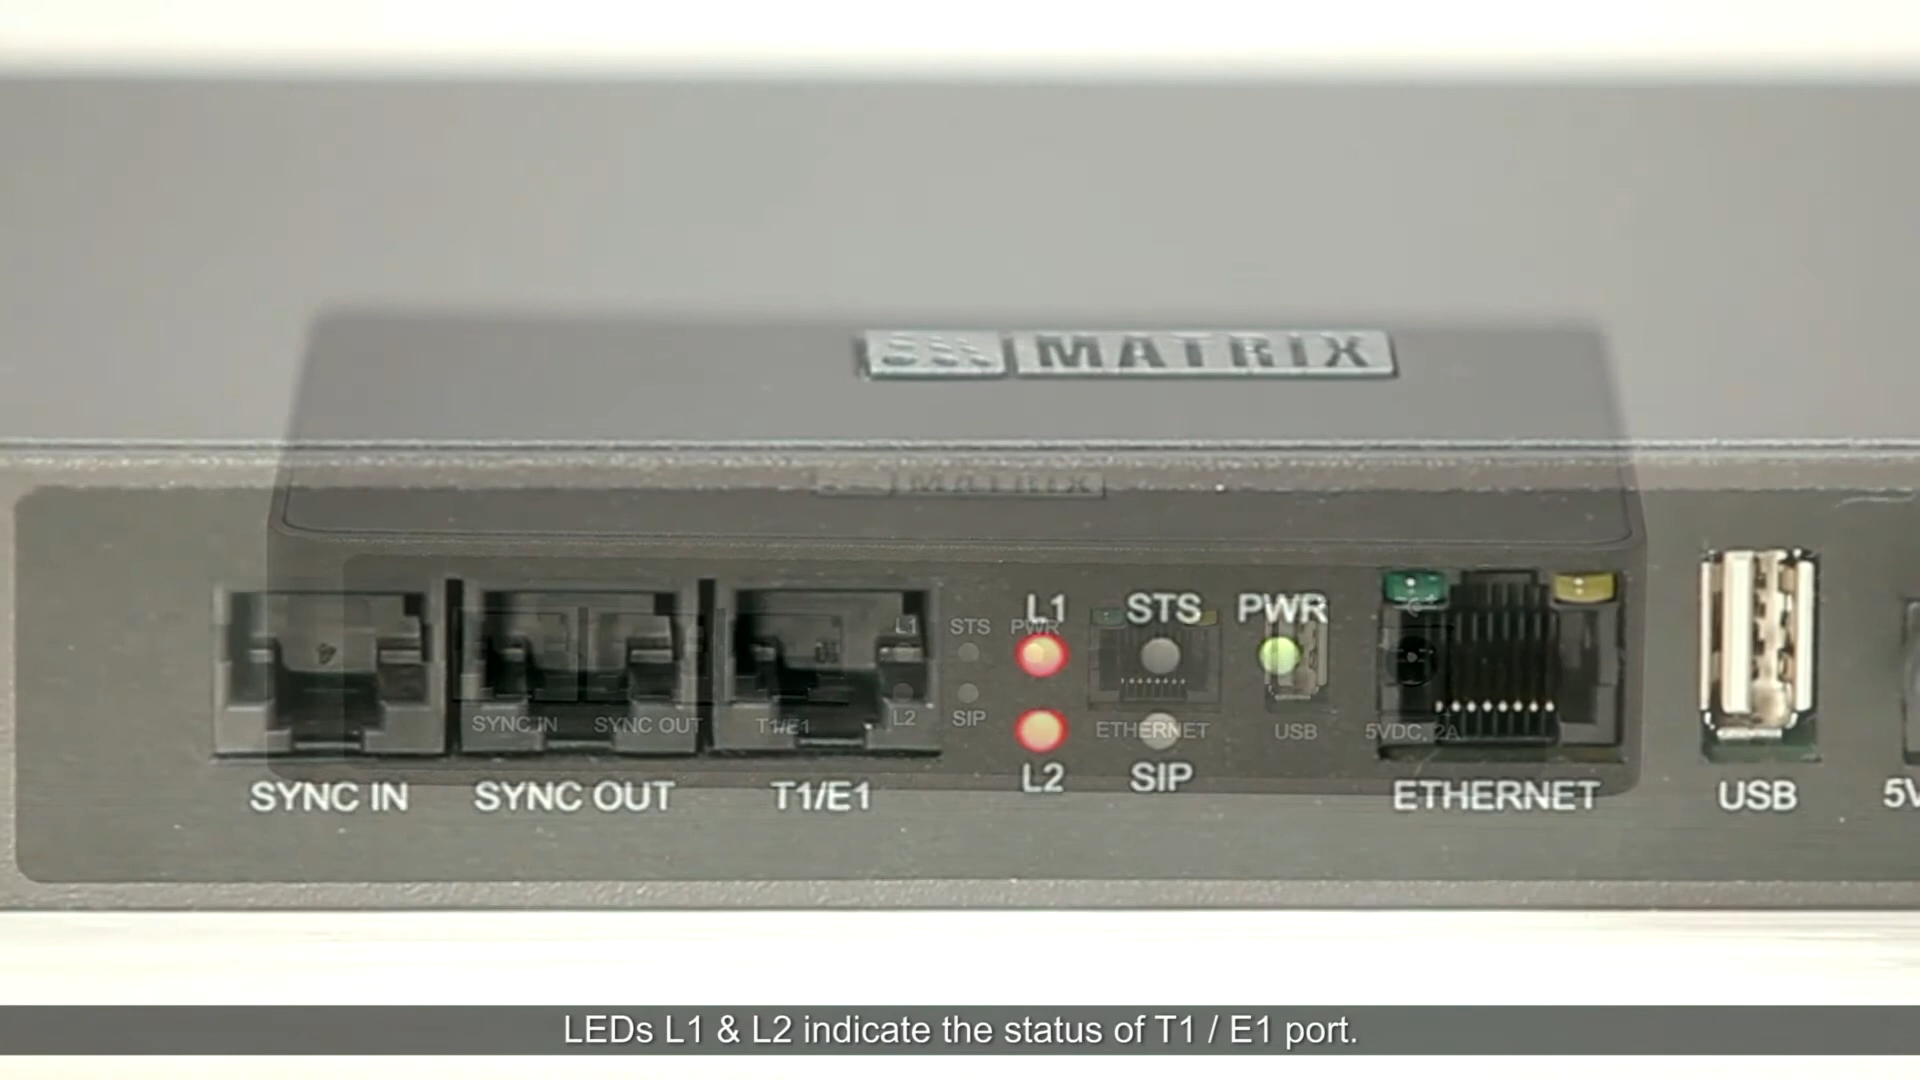 MATRIX
MATRIX
L1 STS PWR
L1 STS PWR
L2 SIP
SYNC IN SYNC OUT T1/E1 ETHERNET USB 5VDC, 2A
L2 SIP
SYNC IN SYNC OUT T1/E1 ETHERNET USB 5V
LEDs L1 & L2 indicate the status of T1 / E1 port.